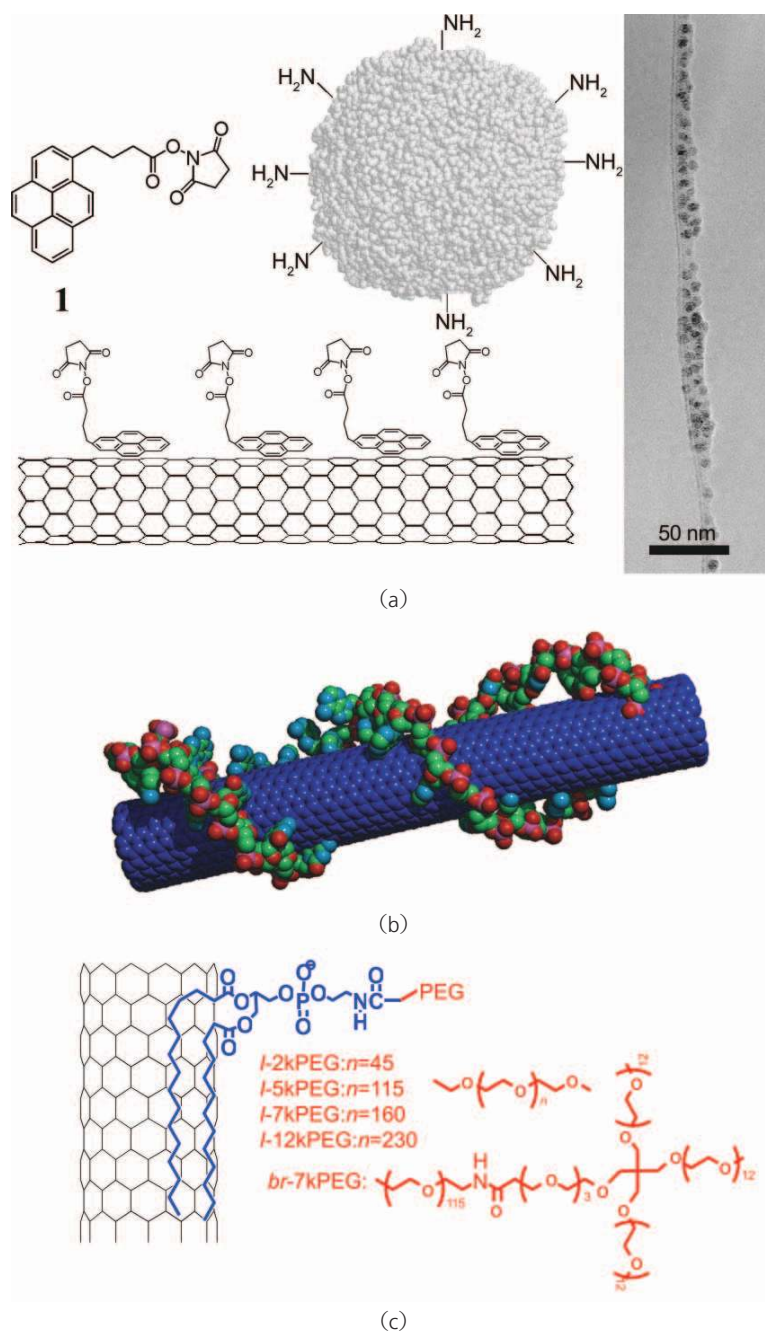 NH2
H2N
NH2
H2N
NH2
H2N
NH2
NH2
O
O
N
O
O
O
1
O
N
O
O
O
O
N
O
O
O
O
N
O
O
O
O
N
O
O
O
50 nm
(a)
(b)
O
O
O
O⊖
P
O
O
O
O
N
H
C
O
PEG
l-2kPEG:n=45
l-5kPEG:n=115
l-7kPEG:n=160
l-12kPEG:n=230
O
O
n
O
12
O
O
br-7kPEG:
O
115
H
N
O
O
3
O
O
O
12
O
O
12
(c)